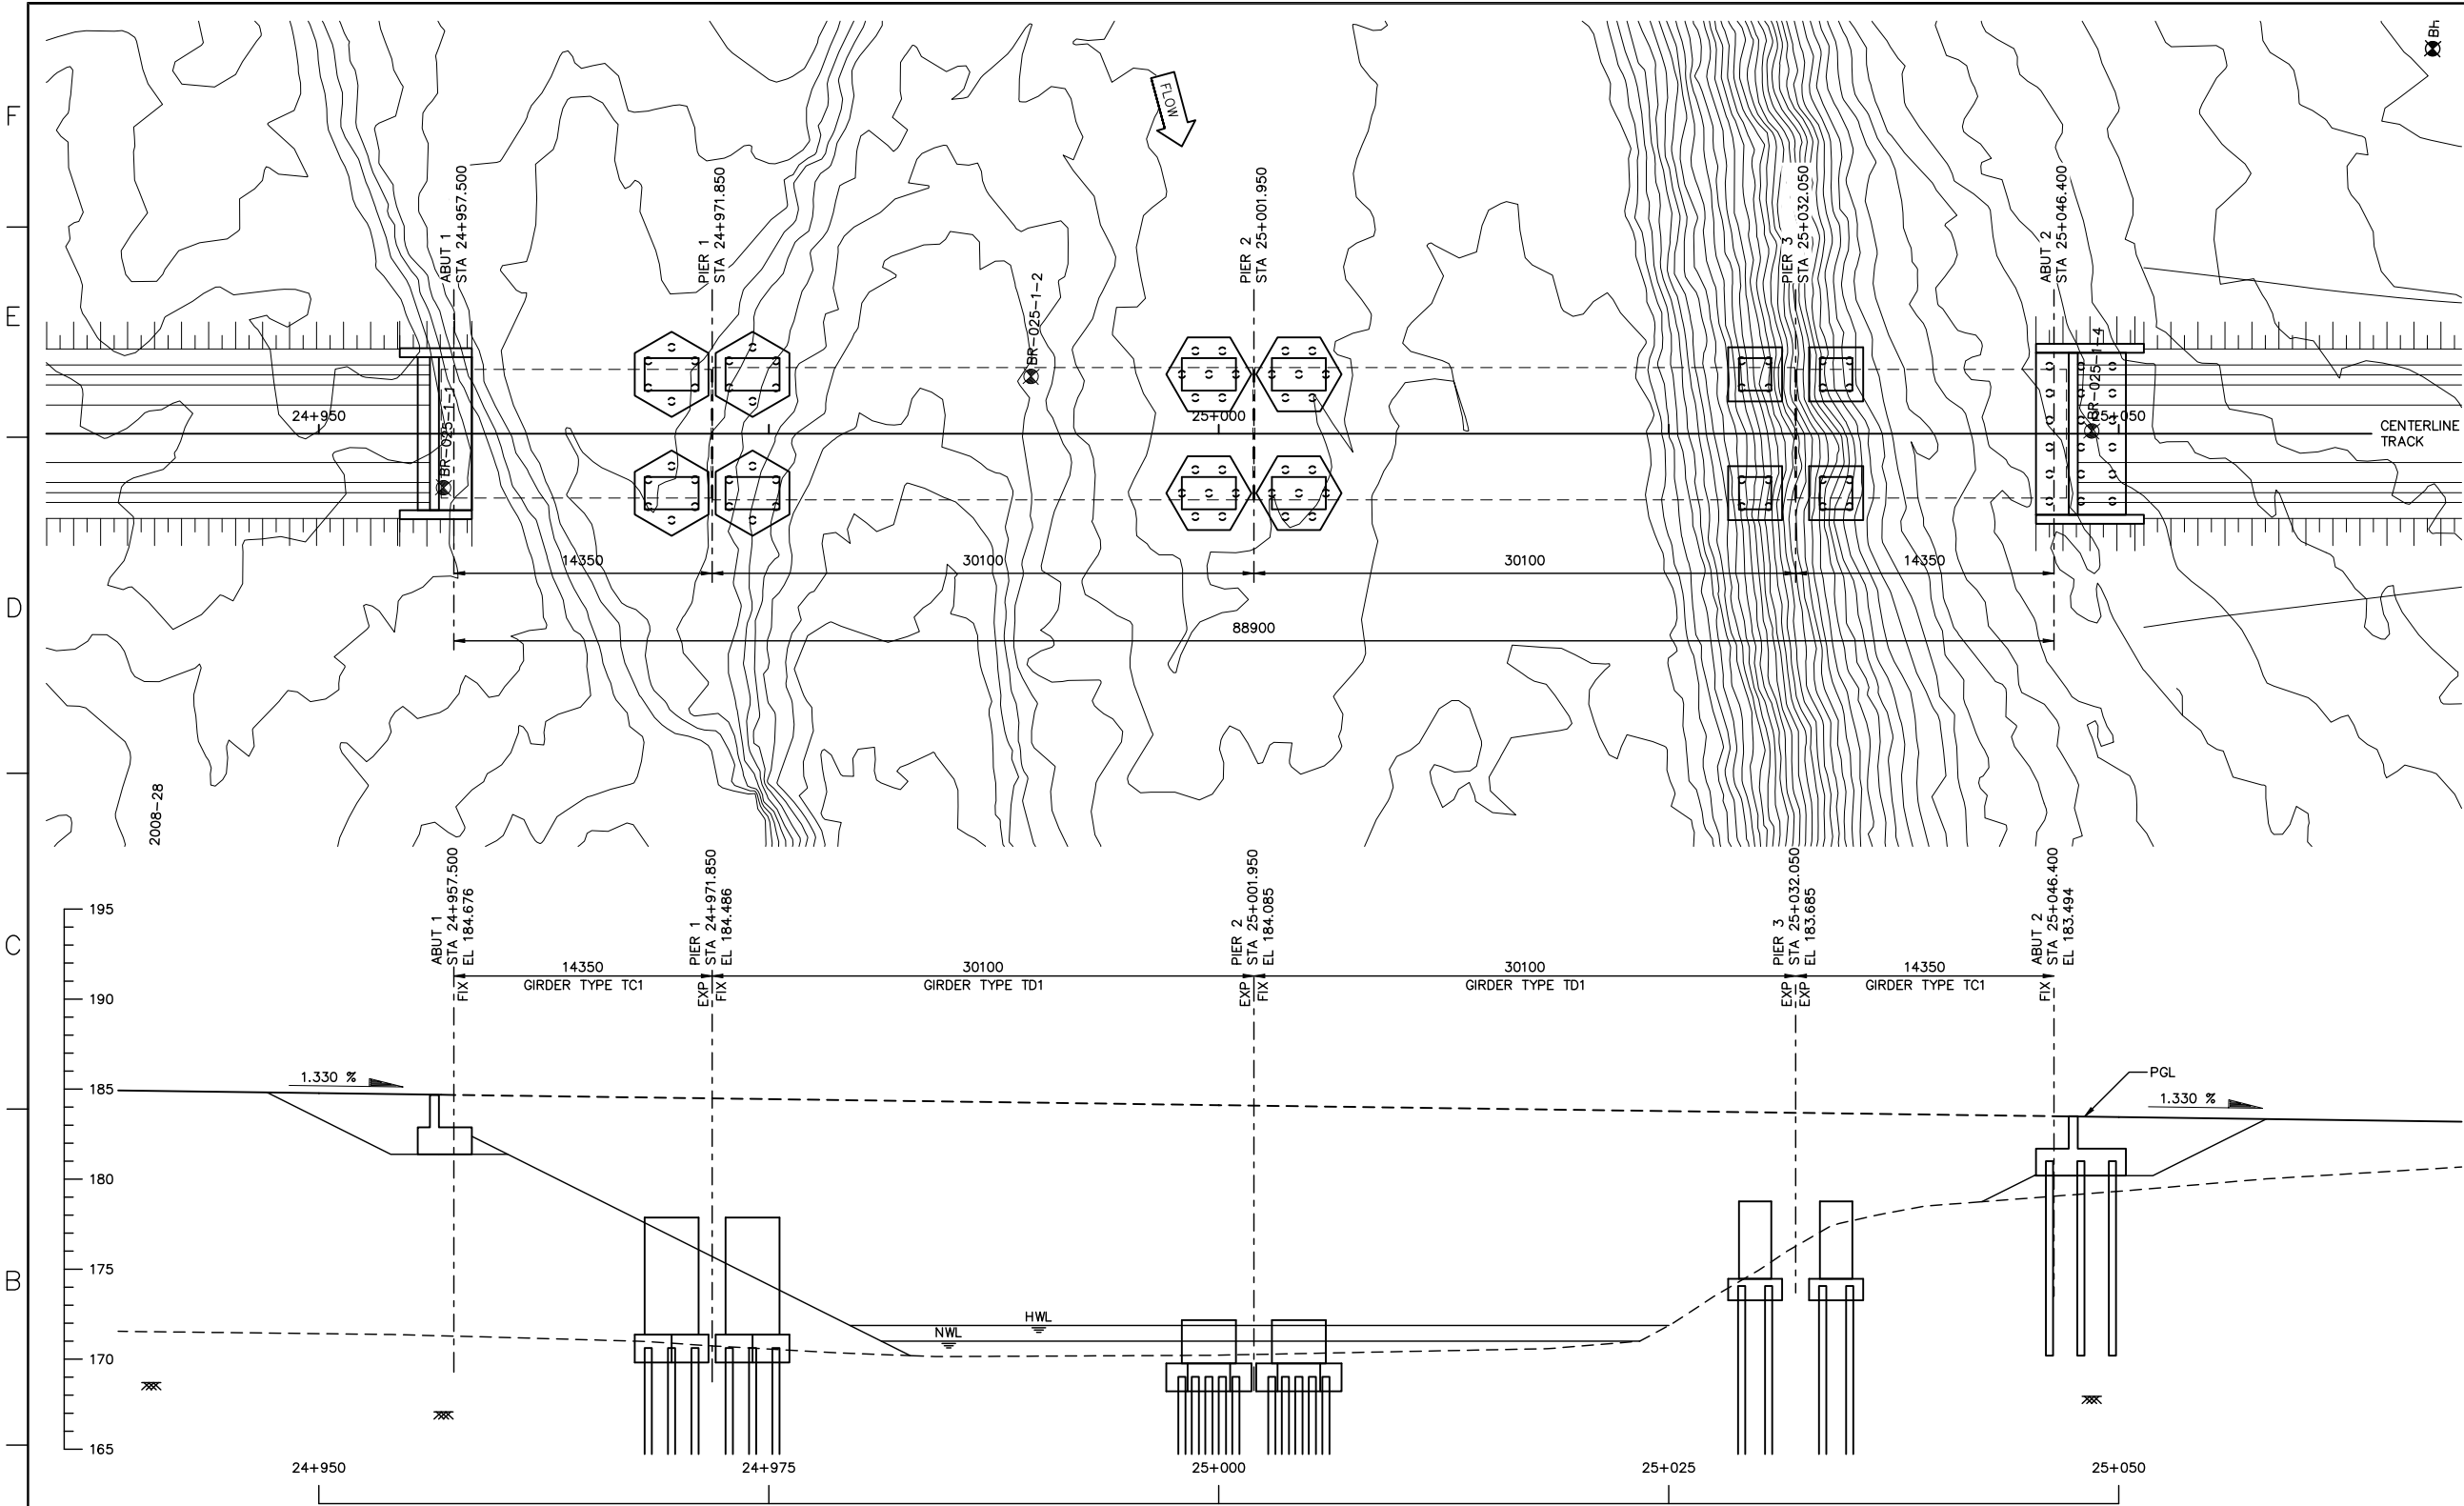 F
E
D
C
B
FLOW
Bh
ABUT 1
STA 24+957.500
PIER 1
STA 24+971.850
PIER 2
STA 25+001.950
PIER 3
STA 25+032.050
ABUT 2
STA 25+046.400
BR-025-1-1
BR-025-1-2
BR-025-1-4
24+950
25+000
25+050
CENTERLINE
TRACK
14350
30100
30100
14350
88900
2008-28
ABUT 1
STA 24+957.500
EL 184.676
PIER 1
STA 24+971.850
EL 184.486
PIER 2
STA 25+001.950
EL 184.085
PIER 3
STA 25+032.050
EL 183.685
ABUT 2
STA 25+046.400
EL 183.494
14350
GIRDER TYPE TC1
30100
GIRDER TYPE TD1
30100
GIRDER TYPE TD1
14350
GIRDER TYPE TC1
FIX
EXP
FIX
EXP
FIX
EXP
EXP
FIX
195
190
185
180
175
170
165
1.330 %
PGL
1.330 %
HWL
NWL
24+950
24+975
25+000
25+025
25+050